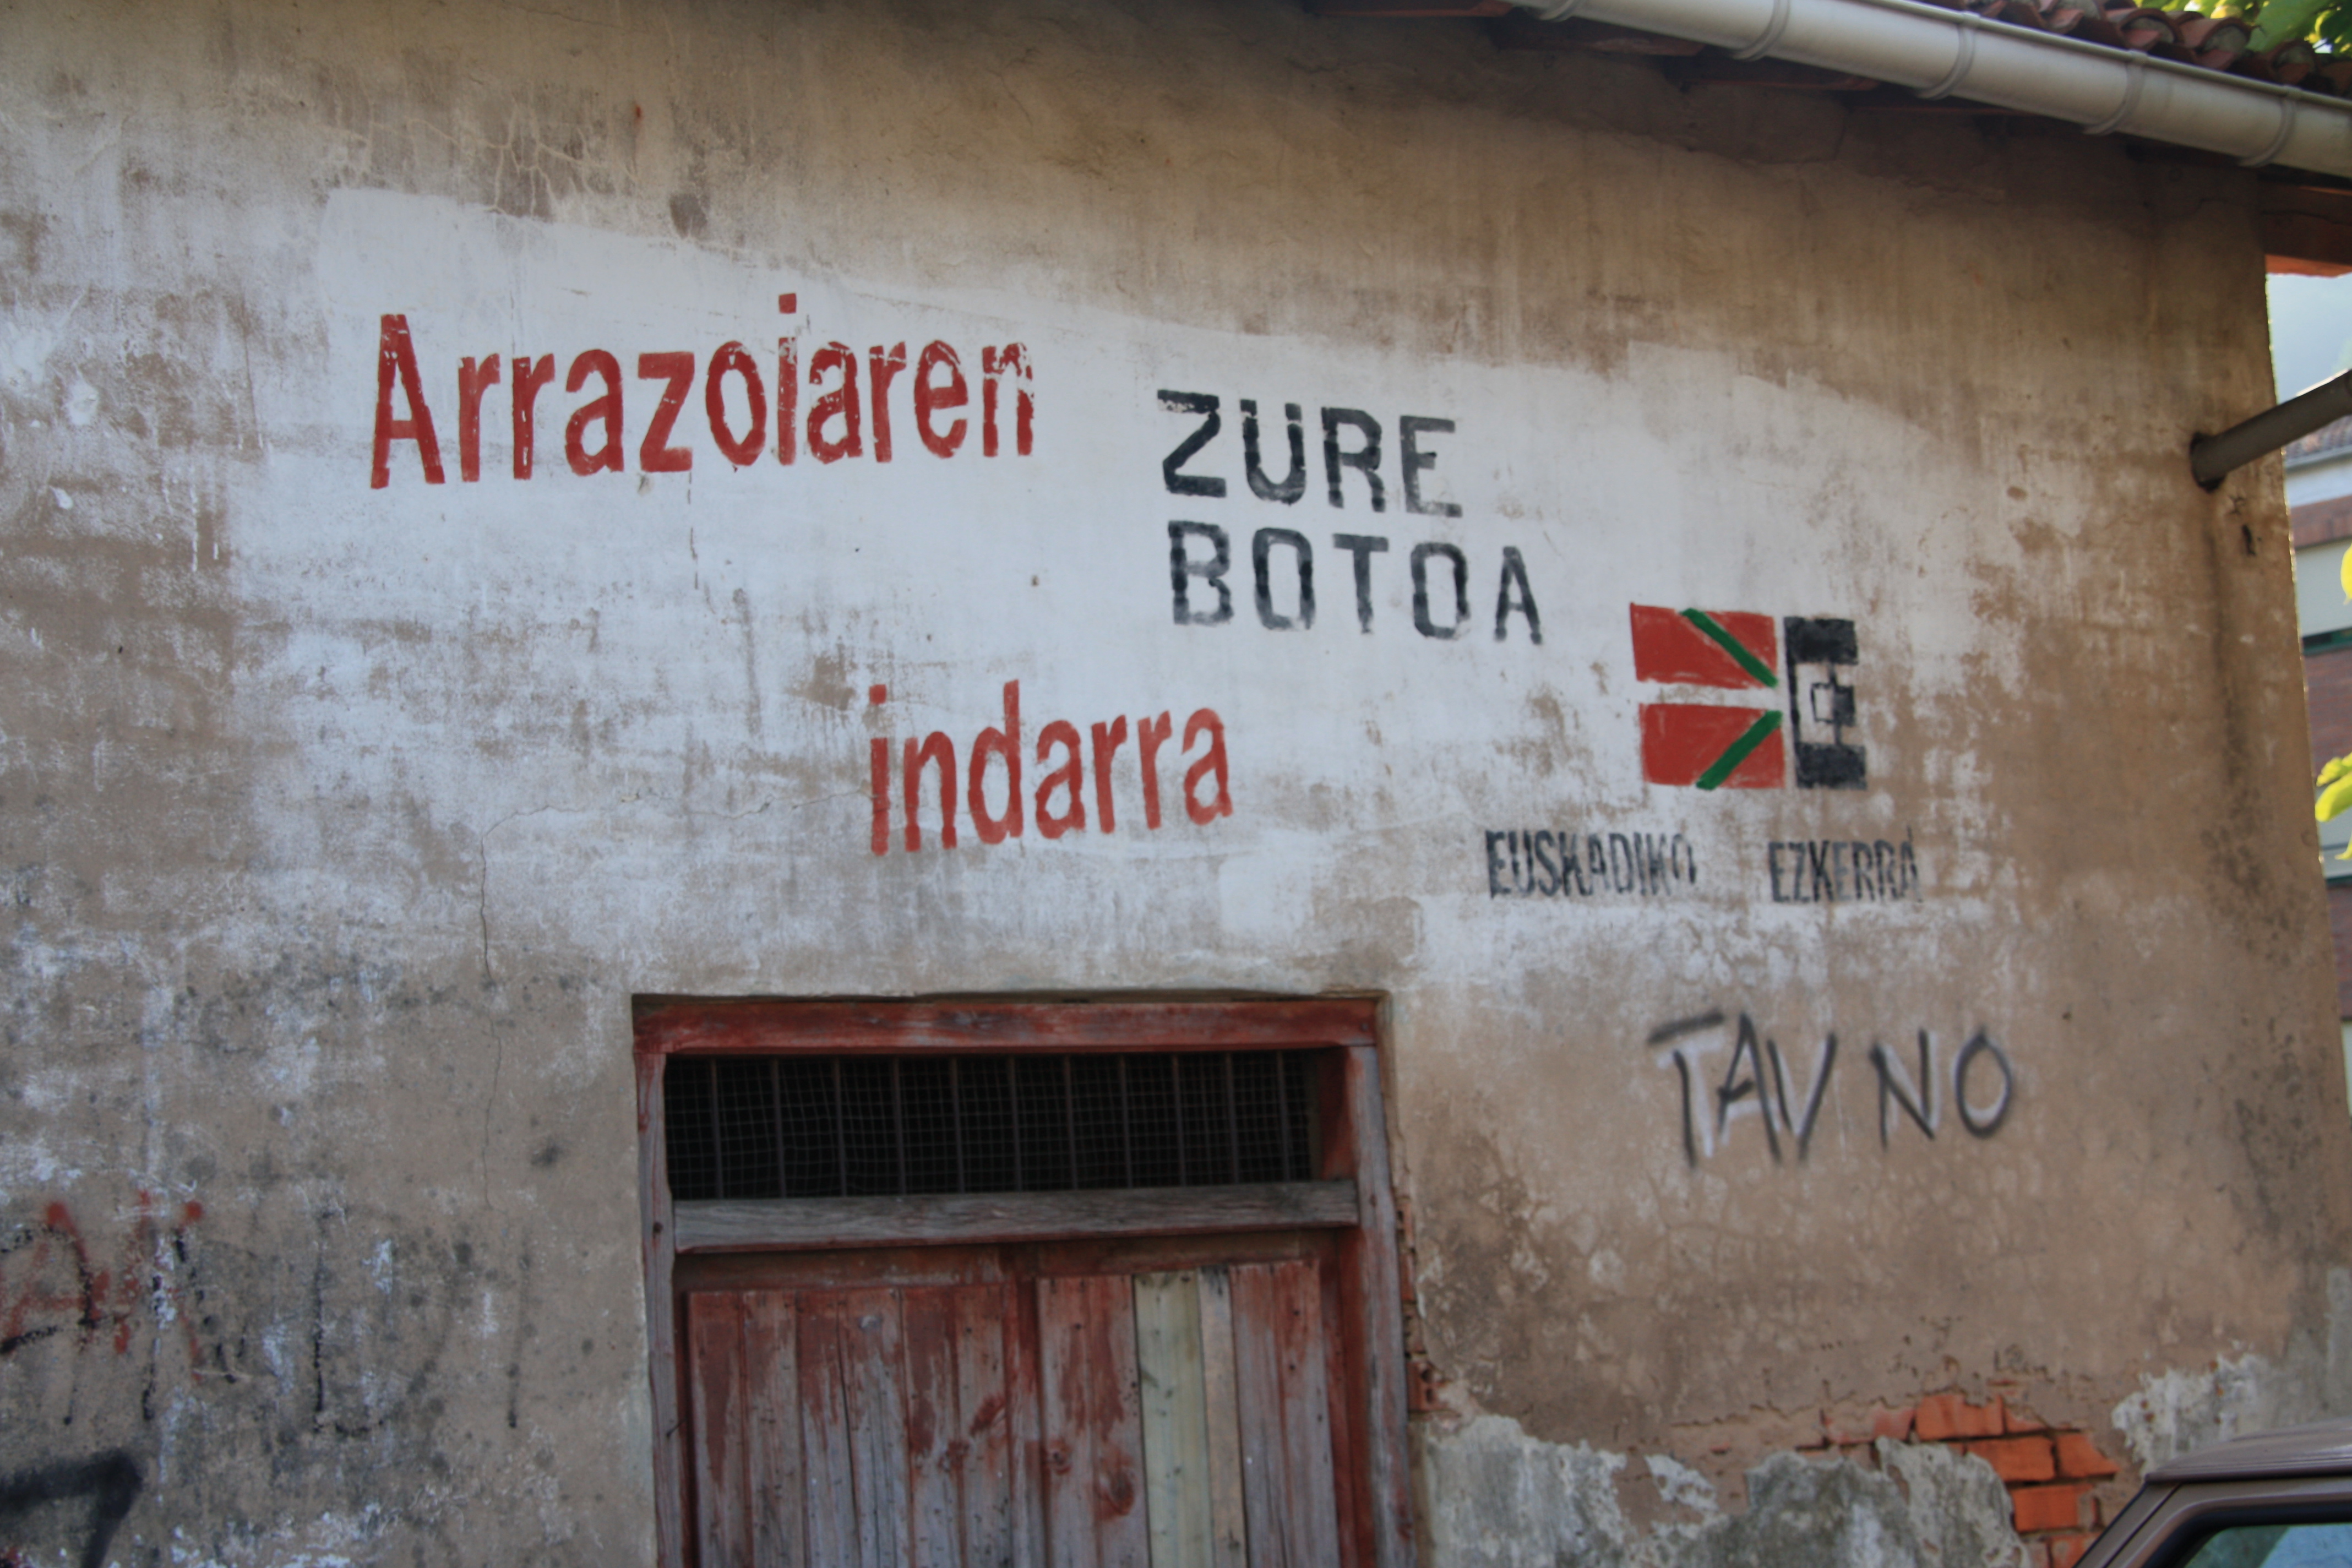 Arrazoiaren
ZURE
BOTOA
indarra
EUSKADIKO EZKERRA
TAV NO